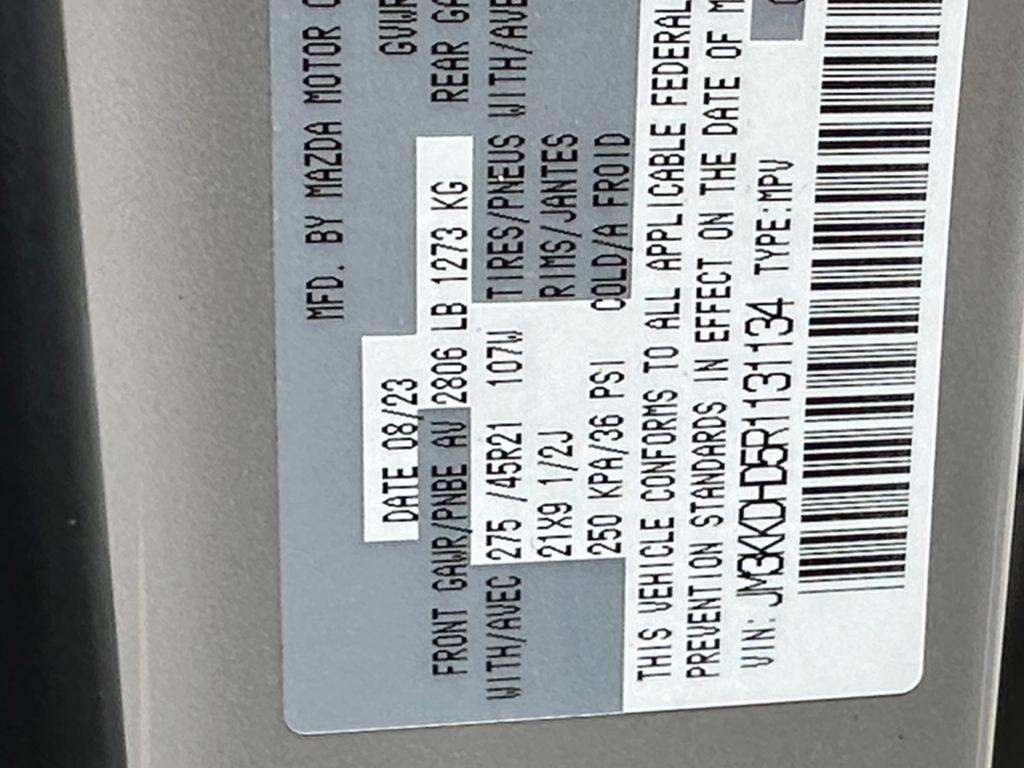 MFD. BY MAZDA MOTOR
DATE 08/23 GVWR
FRONT GAWR/PNBE AV 2806 LB 1273 KG REAR
WITH/AVEC 275 /45R21 107W TIRES/PNEUS WITH/AVE
21X9 1/2J RIMS/JANTES
250 KPA/36 PSI COLD/A FROID
THIS VEHICLE CONFORMS TO ALL APPLICABLE FEDERAL
PREVENTION STANDARDS IN EFFECT ON THE DATE OF M
VIN: JM3KKDHD5R1131134 TYPE:MPV